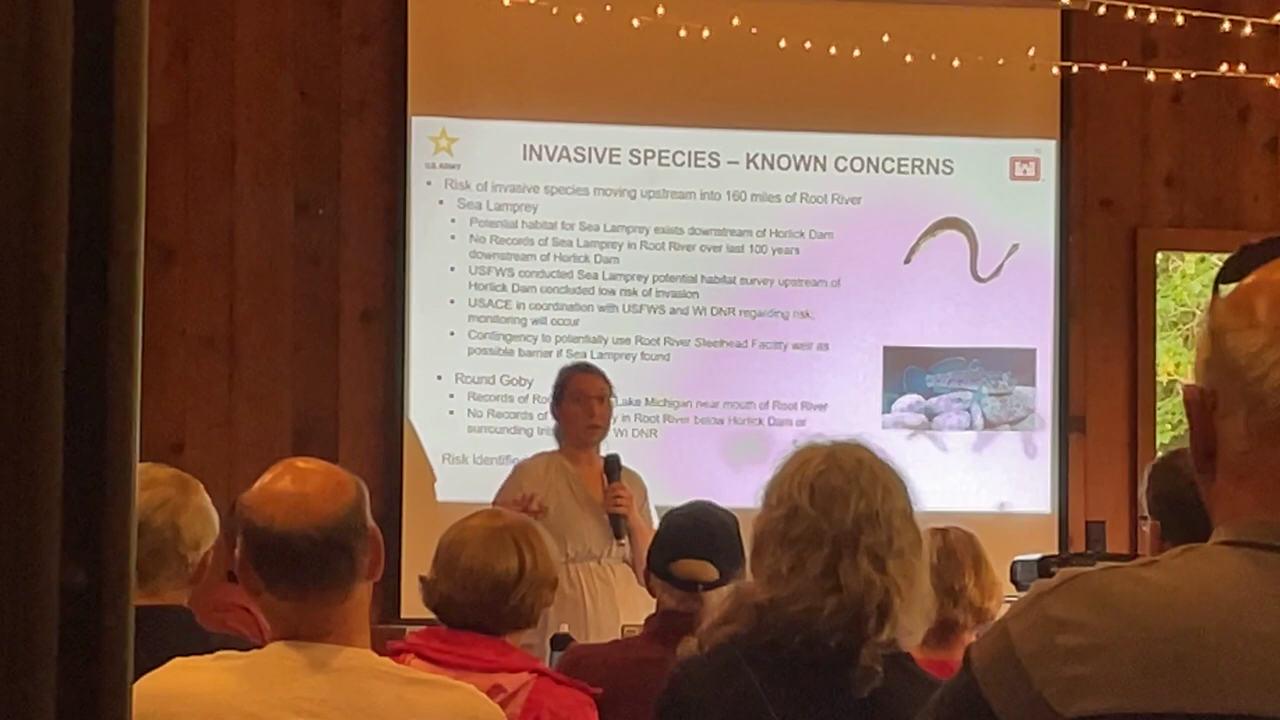 U.S. ARMY
INVASIVE SPECIES – KNOWN CONCERNS
Risk of invasive species moving upstream into 160 miles of Root River
Sea Lamprey
Potential habitat for Sea Lamprey exists downstream of Horlick Dam
No Records of Sea Lamprey in Root River over last 100 years
downstream of Horlick Dam
USFWS conducted Sea Lamprey potential habitat survey upstream of
Horlick Dam concluded low risk of invasion
USACE in coordination with USFWS and WI DNR regarding risk;
monitoring will occur
Contingency to potentially use Root River Steelhead Facility weir as
possible barrier if Sea Lamprey found
Round Goby
Records of Lake Michigan near mouth of Root River
No Records of in Root River below Horlick Dam or
surrounding WI DNR
Risk